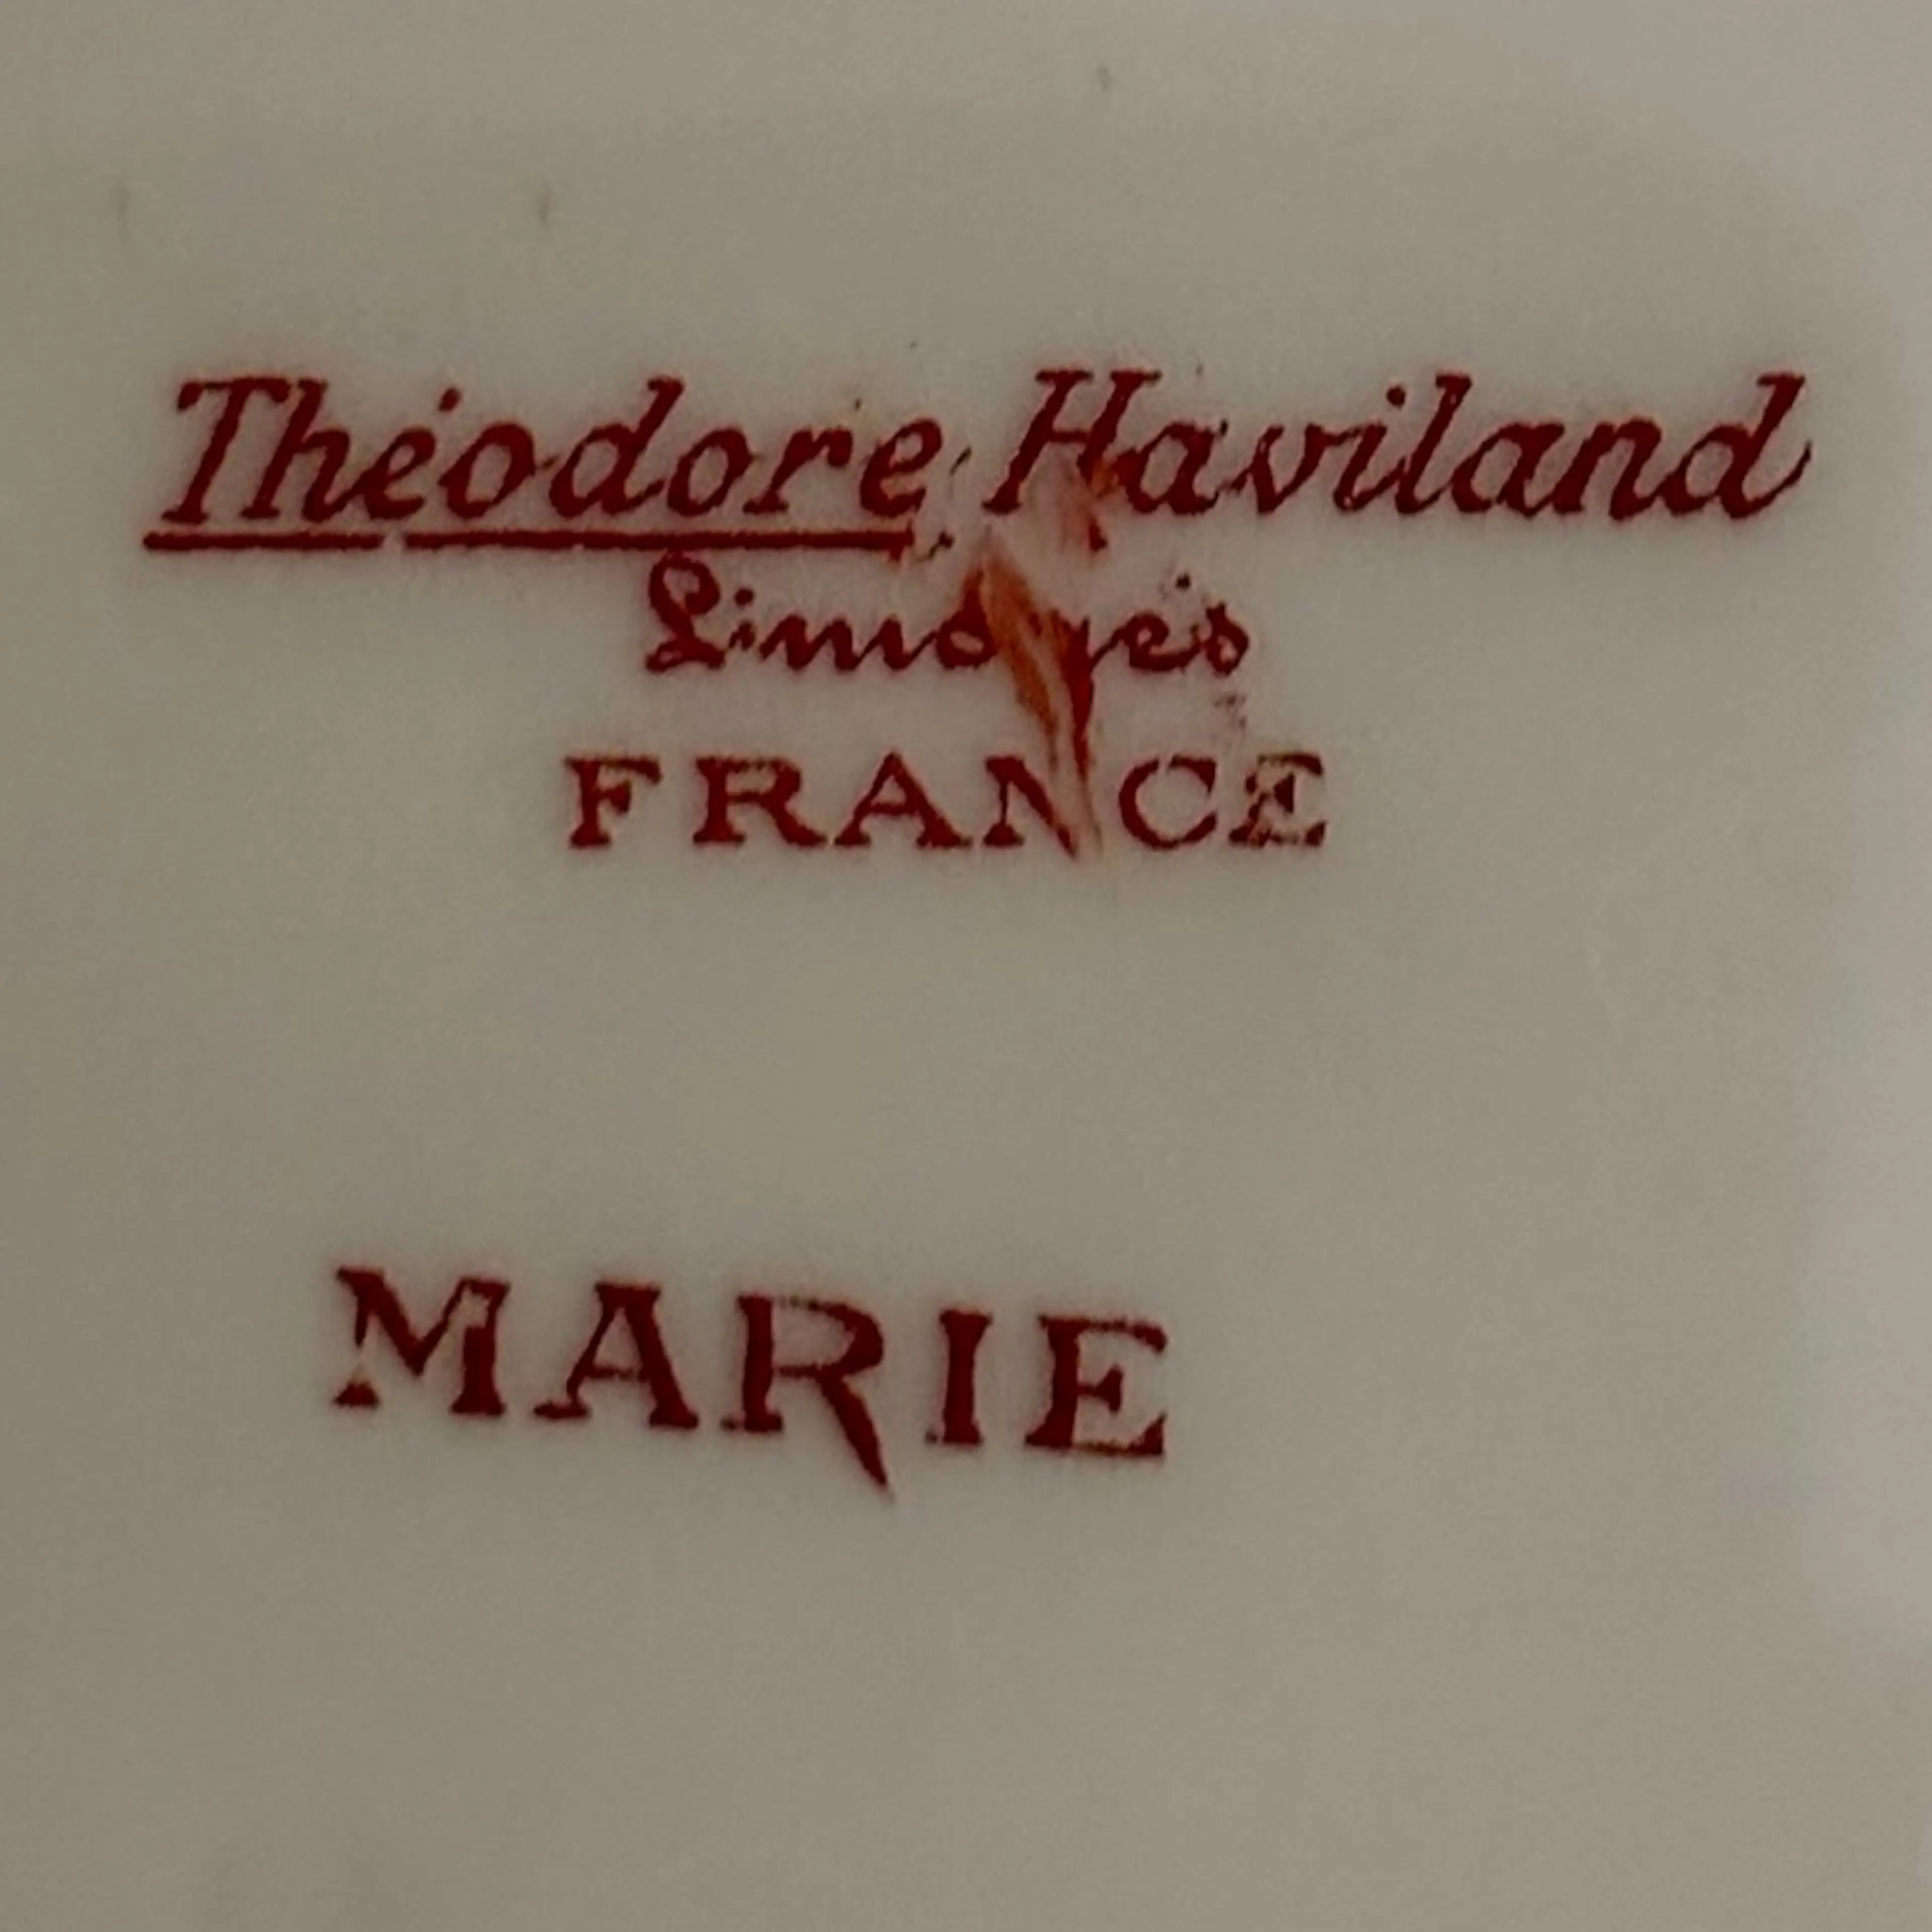 Théodore Haviland
Limoges
FRANCE
MARIE